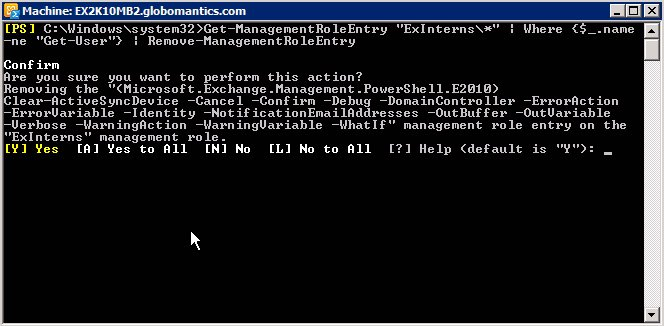 Machine: EX2K10MB2.globomantics.com
[PS] C:\Windows\system32>Get-ManagementRoleEntry "ExInterns\*" | Where {$_.name
-ne "Get-User"} | Remove-ManagementRoleEntry
Confirm
Are you sure you want to perform this action?
Removing the "(Microsoft.Exchange.Management.PowerShell.E2010)
Clear-ActiveSyncDevice -Cancel -Confirm -Debug -DomainController -ErrorAction
-ErrorVariable -Identity -NotificationEmailAddresses -OutBuffer -OutVariable
-Verbose -WarningAction -WarningVariable -WhatIf" management role entry on the
"ExInterns" management role.
[Y] Yes  [A] Yes to All  [N] No  [L] No to All  [?] Help (default is "Y"): _